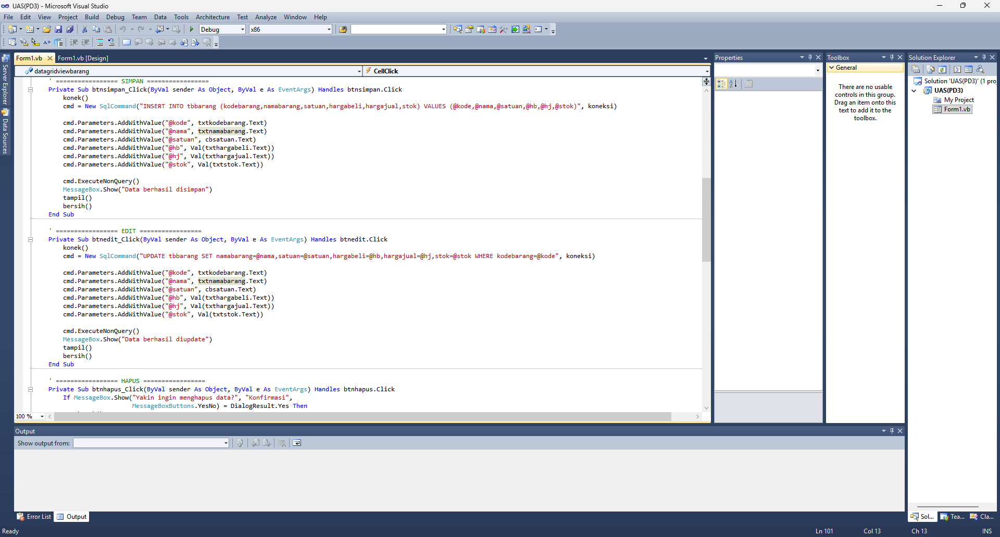 UAS(PD3) - Microsoft Visual Studio
File Edit View Project Build Debug Team Data Tools Architecture Test Analyze Window Help
Debug x86
Form1.vb Form1.vb [Design]
datagridviewbarang CellClick
' ================= SIMPAN =================
Private Sub btnsimpan_Click(ByVal sender As Object, ByVal e As EventArgs) Handles btnsimpan.Click
konek()
cmd = New SqlCommand("INSERT INTO tbbarang (kodebarang,namabarang,satuan,hargabeli,hargajual,stok) VALUES (@kode,@nama,@satuan,@hb,@hj,@stok)", koneksi)
cmd.Parameters.AddWithValue("@kode", txtkodebarang.Text)
cmd.Parameters.AddWithValue("@nama", txtnamabarang.Text)
cmd.Parameters.AddWithValue("@satuan", cbsatuan.Text)
cmd.Parameters.AddWithValue("@hb", Val(txthargabeli.Text))
cmd.Parameters.AddWithValue("@hj", Val(txthargajual.Text))
cmd.Parameters.AddWithValue("@stok", Val(txtstok.Text))
cmd.ExecuteNonQuery()
MessageBox.Show("Data berhasil disimpan")
tampil()
bersih()
End Sub
' ================= EDIT =================
Private Sub btnedit_Click(ByVal sender As Object, ByVal e As EventArgs) Handles btnedit.Click
konek()
cmd = New SqlCommand("UPDATE tbbarang SET namabarang=@nama,satuan=@satuan,hargabeli=@hb,hargajual=@hj,stok=@stok WHERE kodebarang=@kode", koneksi)
cmd.Parameters.AddWithValue("@kode", txtkodebarang.Text)
cmd.Parameters.AddWithValue("@nama", txtnamabarang.Text)
cmd.Parameters.AddWithValue("@satuan", cbsatuan.Text)
cmd.Parameters.AddWithValue("@hb", Val(txthargabeli.Text))
cmd.Parameters.AddWithValue("@hj", Val(txthargajual.Text))
cmd.Parameters.AddWithValue("@stok", Val(txtstok.Text))
cmd.ExecuteNonQuery()
MessageBox.Show("Data berhasil diupdate")
tampil()
bersih()
End Sub
' ================= HAPUS =================
Private Sub btnhapus_Click(ByVal sender As Object, ByVal e As EventArgs) Handles btnhapus.Click
If MessageBox.Show("Yakin ingin menghapus data?", "Konfirmasi",
MessageBoxButtons.YesNo) = DialogResult.Yes Then
100 %
Server Explorer
Data Sources
Properties
Toolbox
General
There are no usable
controls in this group.
Drag an item onto this
text to add it to the
toolbox.
Solution Explorer
Solution 'UAS(PD3)' (1 proj
UAS(PD3)
My Project
Form1.vb
Output
Show output from:
Error List Output
Sol... Tea... Cla...
Ready Ln 101 Col 13 Ch 13 INS